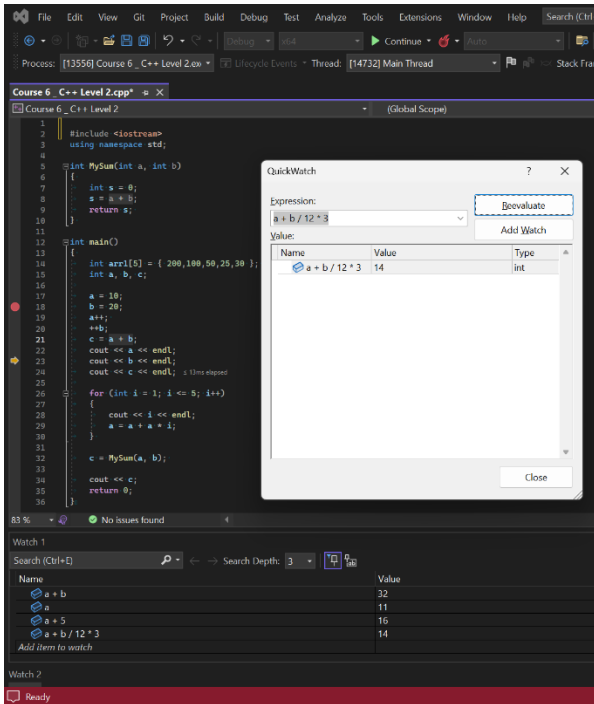 File Edit View Git Project Build Debug Test Analyze Tools Extensions Window Help Search (Ctrl
Debug x64 Continue Auto
Process: [13556] Course 6 _ C++ Level 2.ex Lifecycle Events Thread: [14732] Main Thread Stack Fra
Course 6 _ C++ Level 2.cpp*
Course 6 _ C++ Level 2 (Global Scope)
1
2 #include <iostream>
3 using namespace std;
4
5 int MySum(int a, int b)
6 {
7 int s = 0;
8 s = a + b;
9 return s;
10 }
11
12 int main()
13 {
14 int arr1[5] = { 200,100,50,25,30 };
15 int a, b, c;
16
17 a = 10;
18 b = 20;
19 a++;
20 ++b;
21 c = a + b;
22 cout << a << endl;
23 cout << b << endl;
24 cout << c << endl; ≤ 13ms elapsed
25
26 for (int i = 1; i <= 5; i++)
27 {
28 cout << i << endl;
29 a = a + a * i;
30 }
31
32 c = MySum(a, b);
33
34 cout << c;
35 return 0;
36 }
QuickWatch ? X
Expression:
a + b / 12 * 3
Reevaluate
Add Watch
Value:
Name Value Type
a + b / 12 * 3 14 int
Close
83 % No issues found
Watch 1
Search (Ctrl+E) Search Depth: 3
Name Value
a + b 32
a 11
a + 5 16
a + b / 12 * 3 14
Add item to watch
Watch 2
Ready